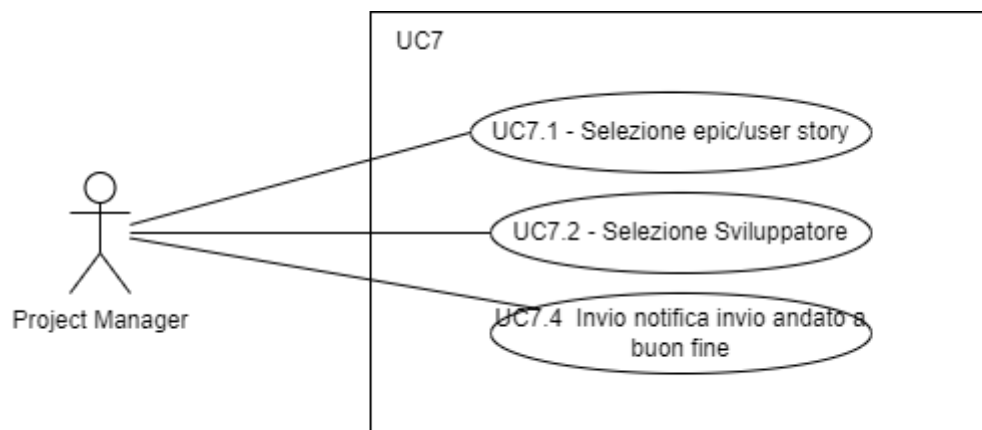 UC7
UC7.1 - Selezione epic/user story
UC7.2 - Selezione Sviluppatore
Project Manager
UC7.4 Invio notifica invio andato a
buon fine